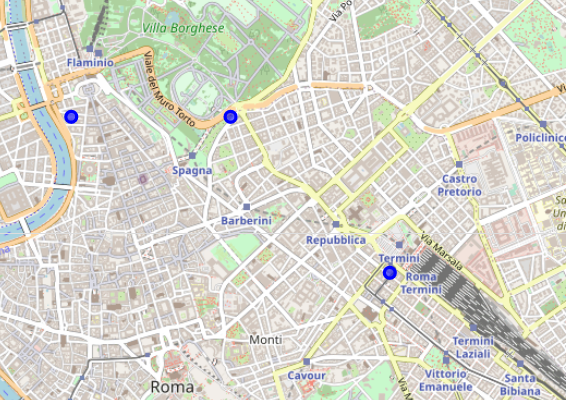 Villa Borghese
Via Po
Flaminio
Viale del Muro Torto
Policlinico
Spagna
Castro
Pretorio
Barberini
Repubblica
Via Marsala
Termini
Roma
Termini
Monti
Termini
Laziali
Roma
Cavour
Vittorio
Emanuele
Santa
Bibiana